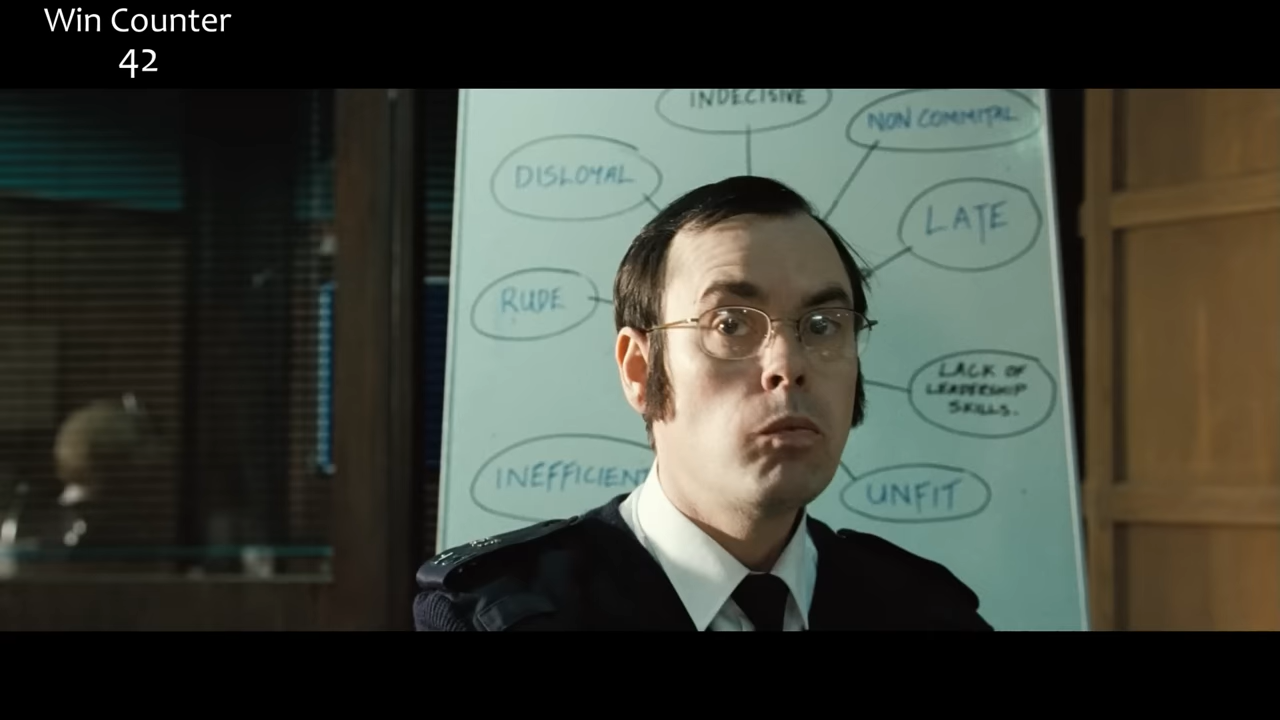 Win Counter
42
INDECISIVE
NON COMMITAL
DISLOYAL
LATE
RUDE
LACK OF
LEADERSHIP
SKILLS.
INEFFICIENT
UNFIT